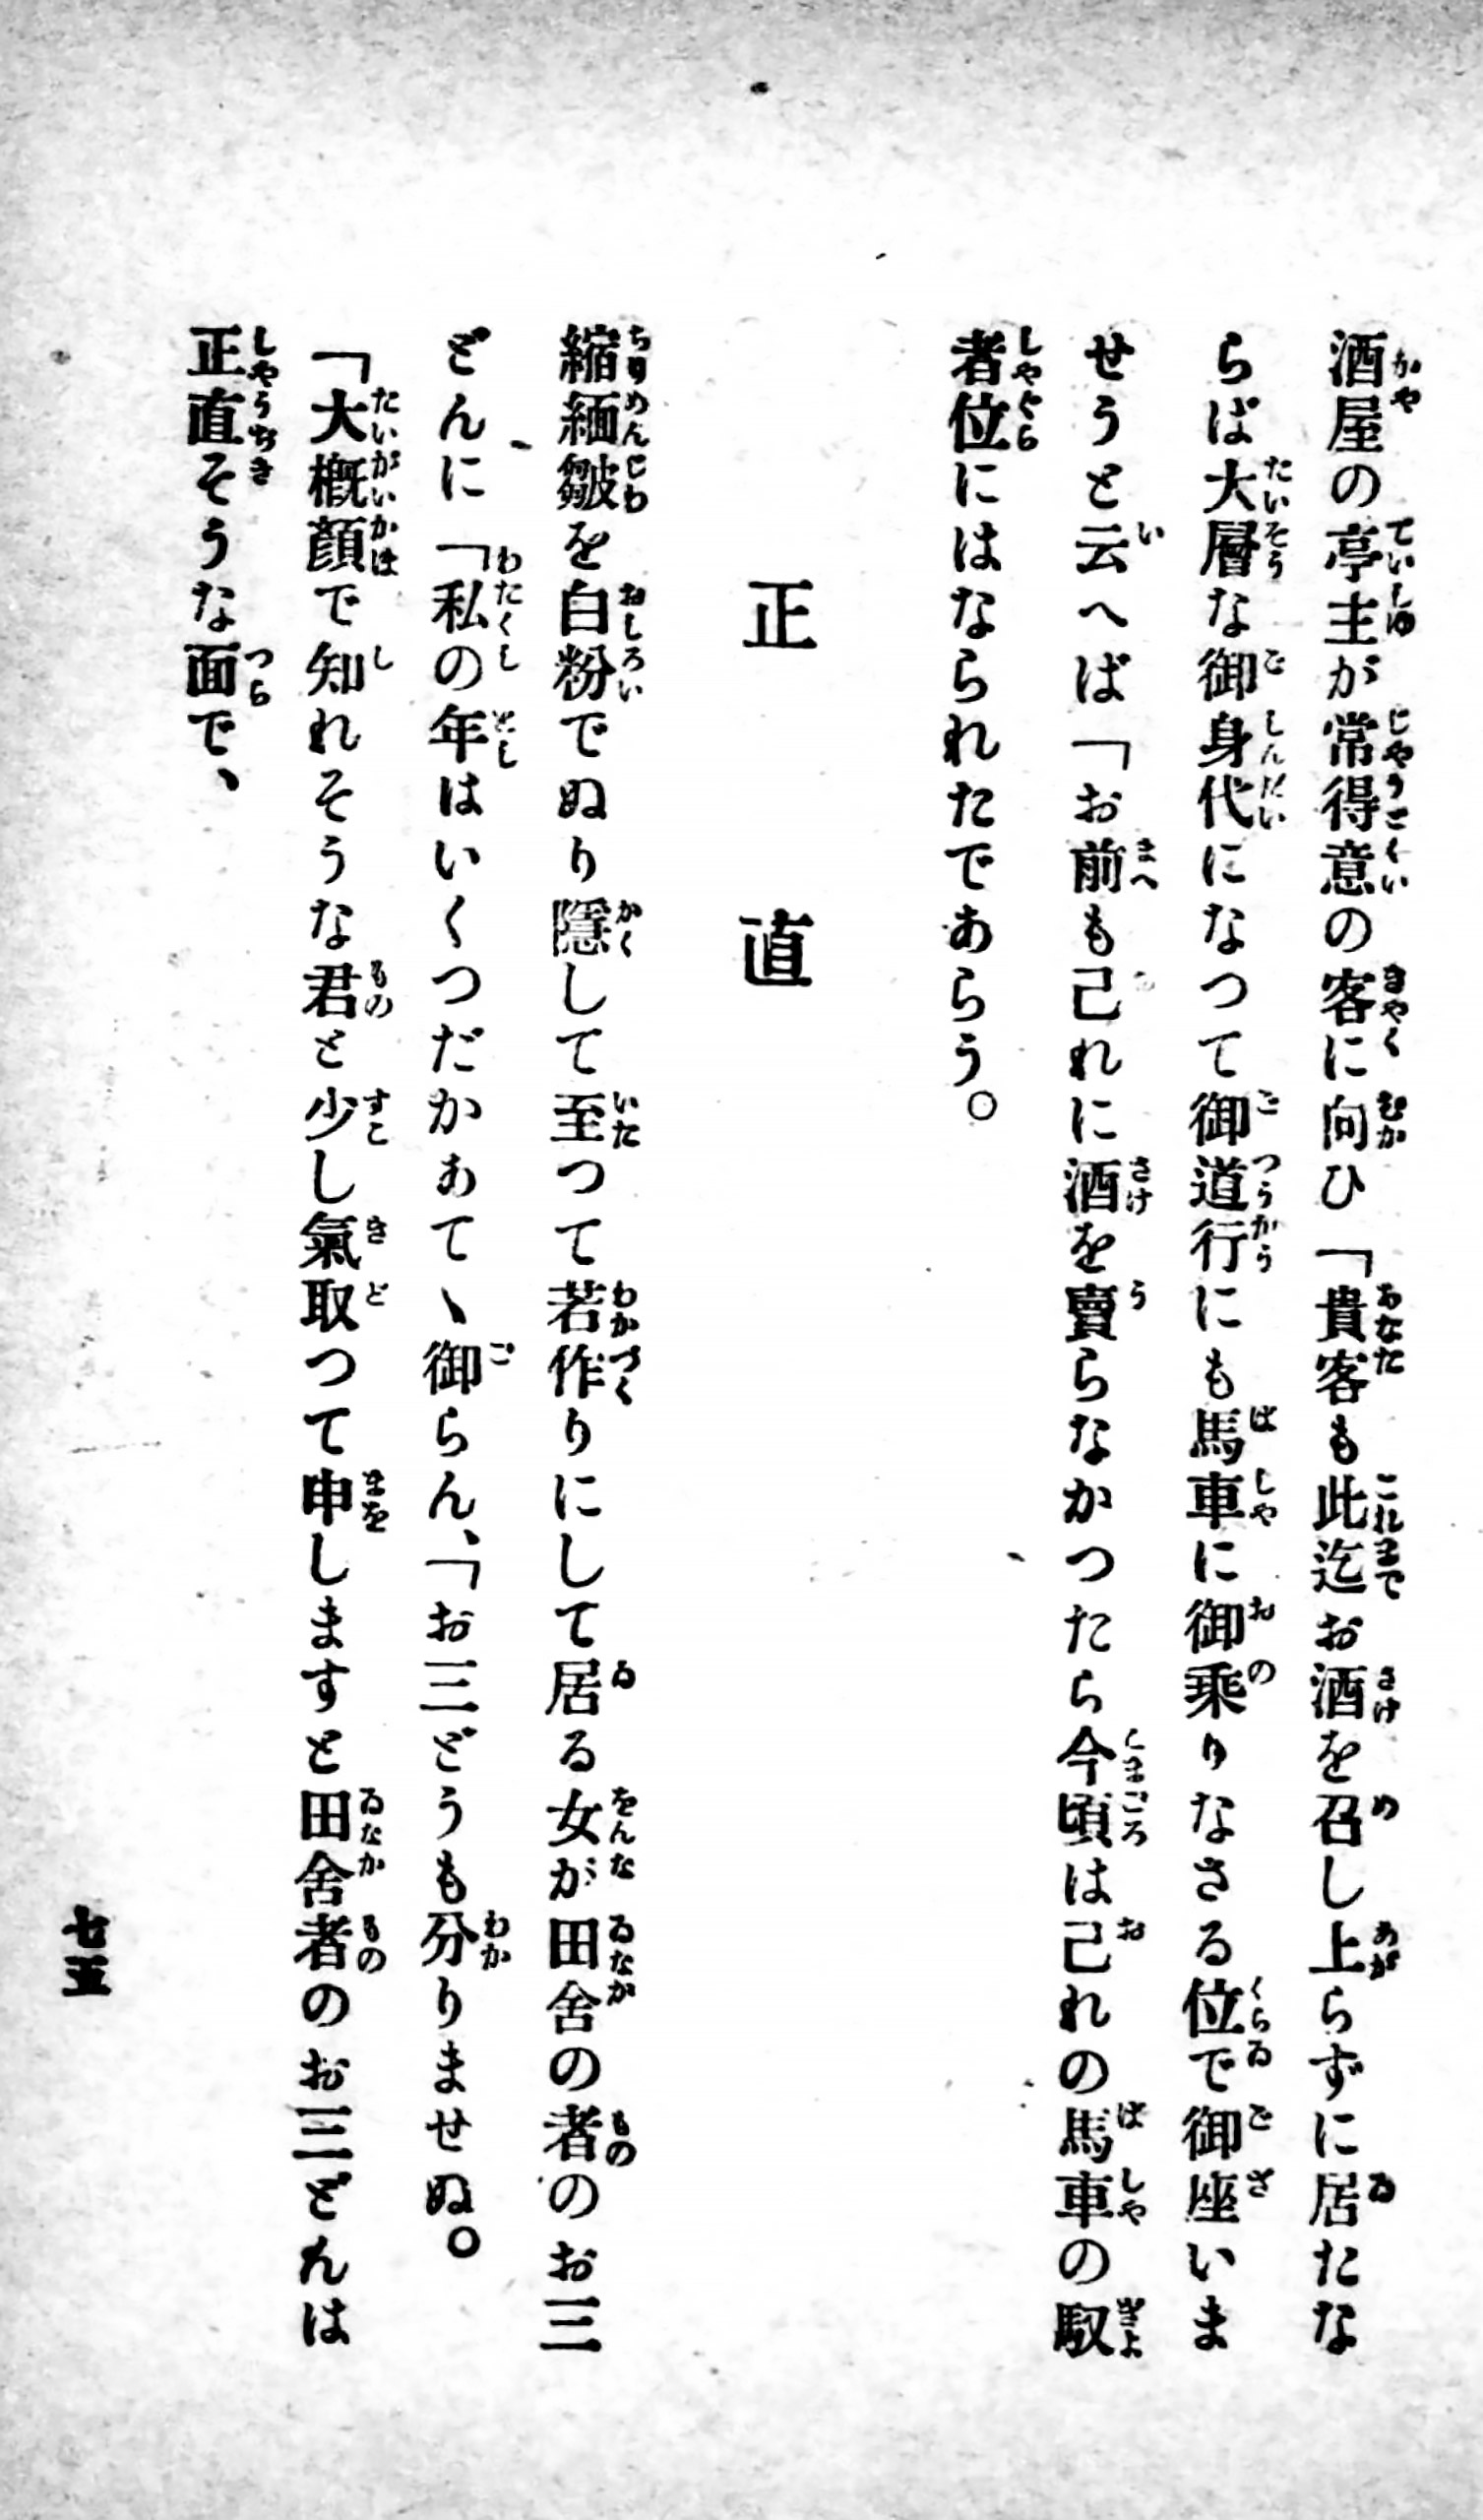 酒屋の亭主が常得意の客に向ひ「貴客も此迄お酒を召し上らずに居たな
らば大層な御身代になつて御道行にも馬車に御乗りなさる位で御座いま
せうと云へば「お前も己れに酒を賣らなかつたら今頃は己れの馬車の馭
者位にはなられたであらう。
正直
縮緬皺を白粉でぬり隱して至つて若作りにして居る女が田舍の者のお三
どんに「私の年はいくつだかあてゝ御らん、「お三どうも分りませぬ。
「大概顔で知れそうな君と少し氣取つて申しますと田舍者のお三どんは
正直そうな面で、
七五